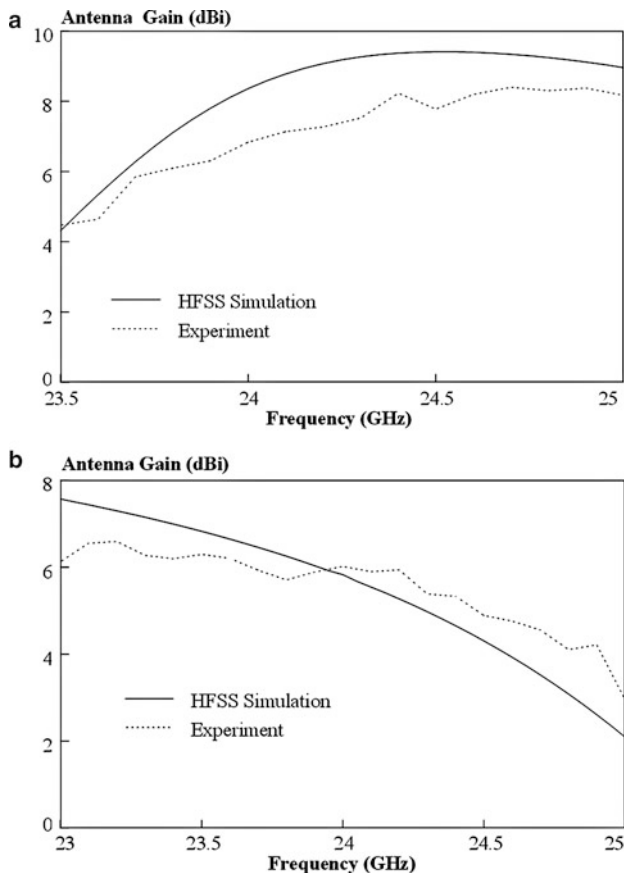 a
Antenna Gain (dBi)
10
8
6
4
2
0
HFSS Simulation
Experiment
23.5 24 24.5 25
Frequency (GHz)
b
Antenna Gain (dBi)
8
6
4
2
0
HFSS Simulation
Experiment
23 23.5 24 24.5 25
Frequency (GHz)